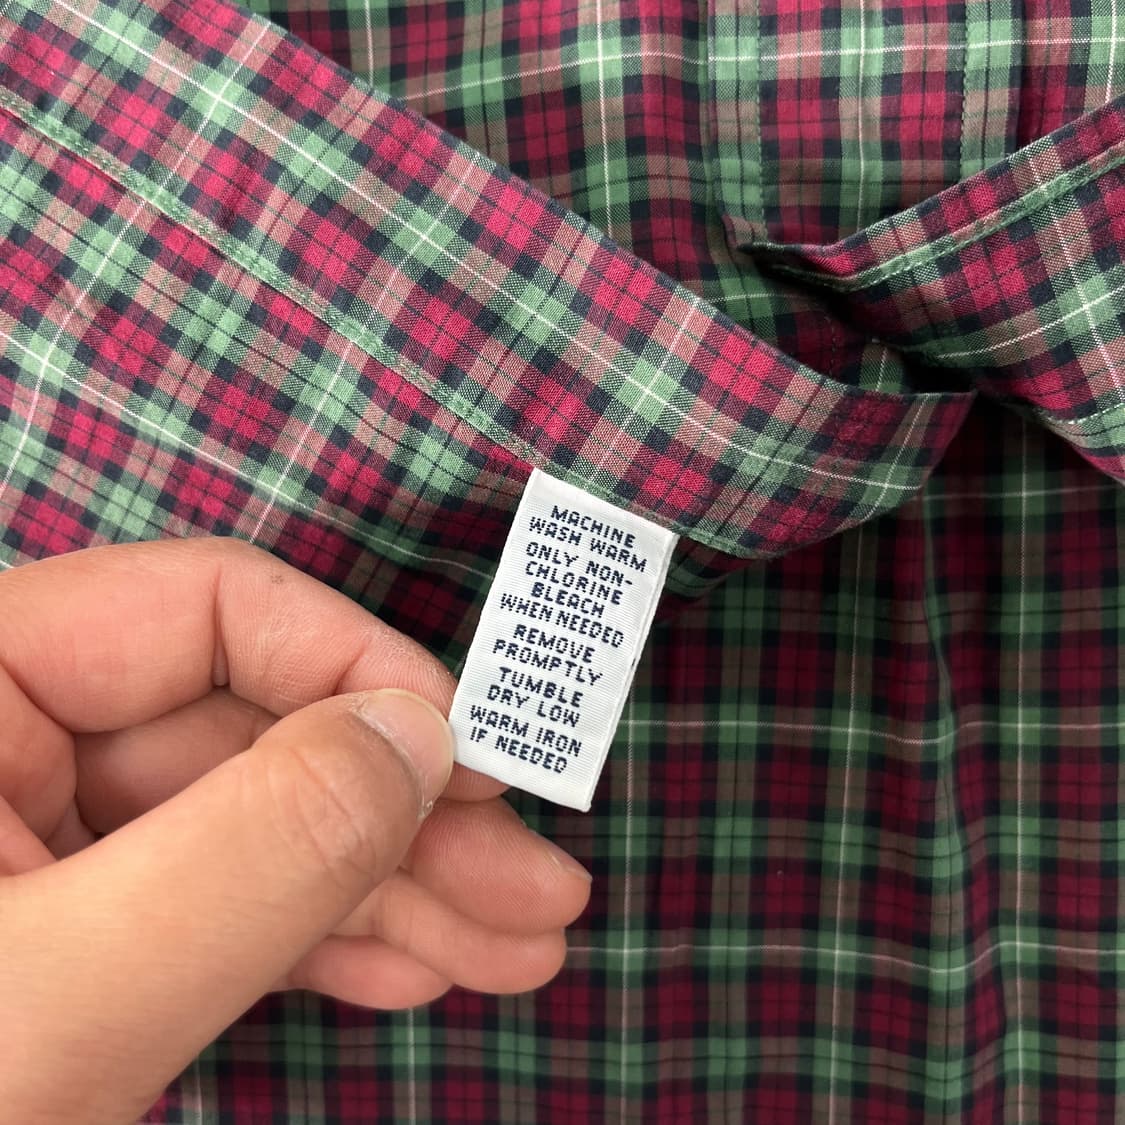 MACHINE
WASH WARM
ONLY NON-
CHLORINE
BLEACH
WHEN NEEDED
REMOVE
PROMPTLY
TUMBLE
DRY LOW
WARM IRON
IF NEEDED